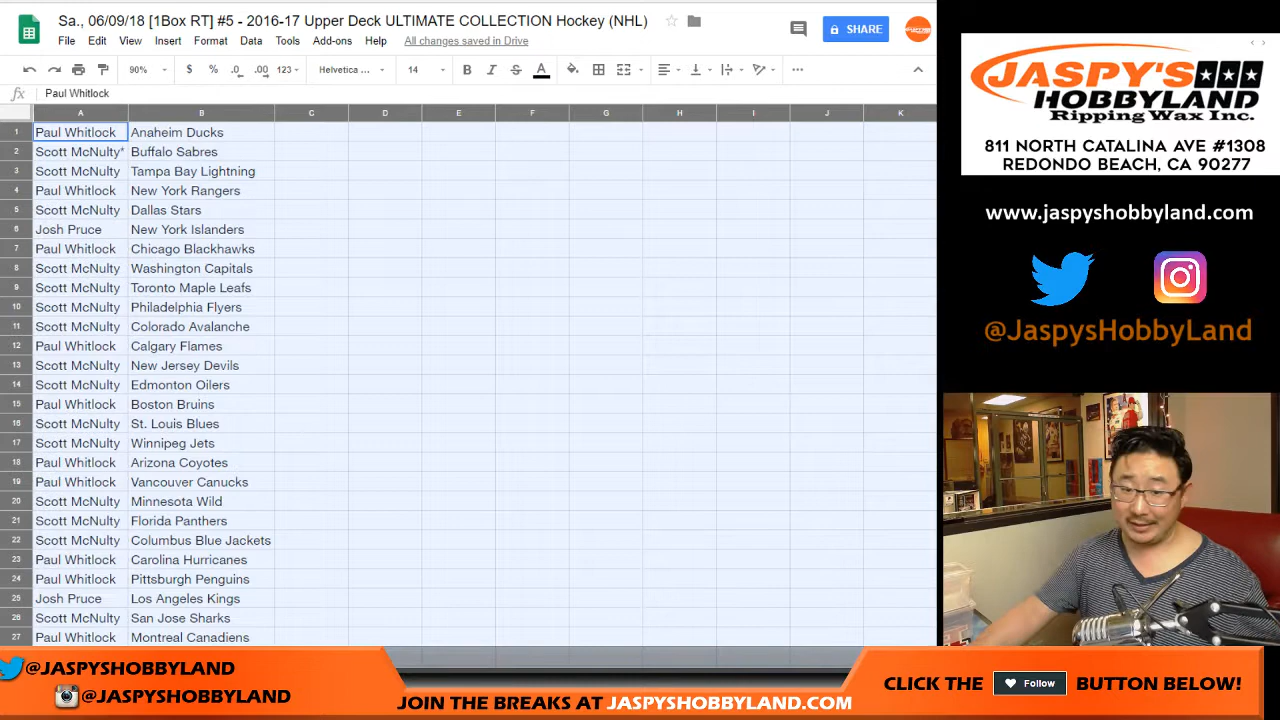 Sa., 06/09/18 [1Box RT] #5 - 2016-17 Upper Deck ULTIMATE COLLECTION Hockey (NHL)
File Edit View Insert Format Data Tools Add-ons Help All changes saved in Drive
SHARE
90% $ % .0 .00 123 Helvetica ... 14 B I S A
fx Paul Whitlock
A B C D E F G H I J K
1 Paul Whitlock Anaheim Ducks
2 Scott McNulty* Buffalo Sabres
3 Scott McNulty Tampa Bay Lightning
4 Paul Whitlock New York Rangers
5 Scott McNulty Dallas Stars
6 Josh Pruce New York Islanders
7 Paul Whitlock Chicago Blackhawks
8 Scott McNulty Washington Capitals
9 Scott McNulty Toronto Maple Leafs
10 Scott McNulty Philadelphia Flyers
11 Scott McNulty Colorado Avalanche
12 Paul Whitlock Calgary Flames
13 Scott McNulty New Jersey Devils
14 Scott McNulty Edmonton Oilers
15 Paul Whitlock Boston Bruins
16 Scott McNulty St. Louis Blues
17 Scott McNulty Winnipeg Jets
18 Paul Whitlock Arizona Coyotes
19 Paul Whitlock Vancouver Canucks
20 Scott McNulty Minnesota Wild
21 Scott McNulty Florida Panthers
22 Scott McNulty Columbus Blue Jackets
23 Paul Whitlock Carolina Hurricanes
24 Paul Whitlock Pittsburgh Penguins
25 Josh Pruce Los Angeles Kings
26 Scott McNulty San Jose Sharks
27 Paul Whitlock Montreal Canadiens
JASPY'S
HOBBYLAND
Ripping Wax Inc.
811 NORTH CATALINA AVE #1308
REDONDO BEACH, CA 90277
www.jaspyshobbyland.com
@JaspysHobbyLand
@JASPYSHOBBYLAND
@JASPYSHOBBYLAND
JOIN THE BREAKS AT JASPYSHOBBYLAND.COM
CLICK THE Follow BUTTON BELOW!